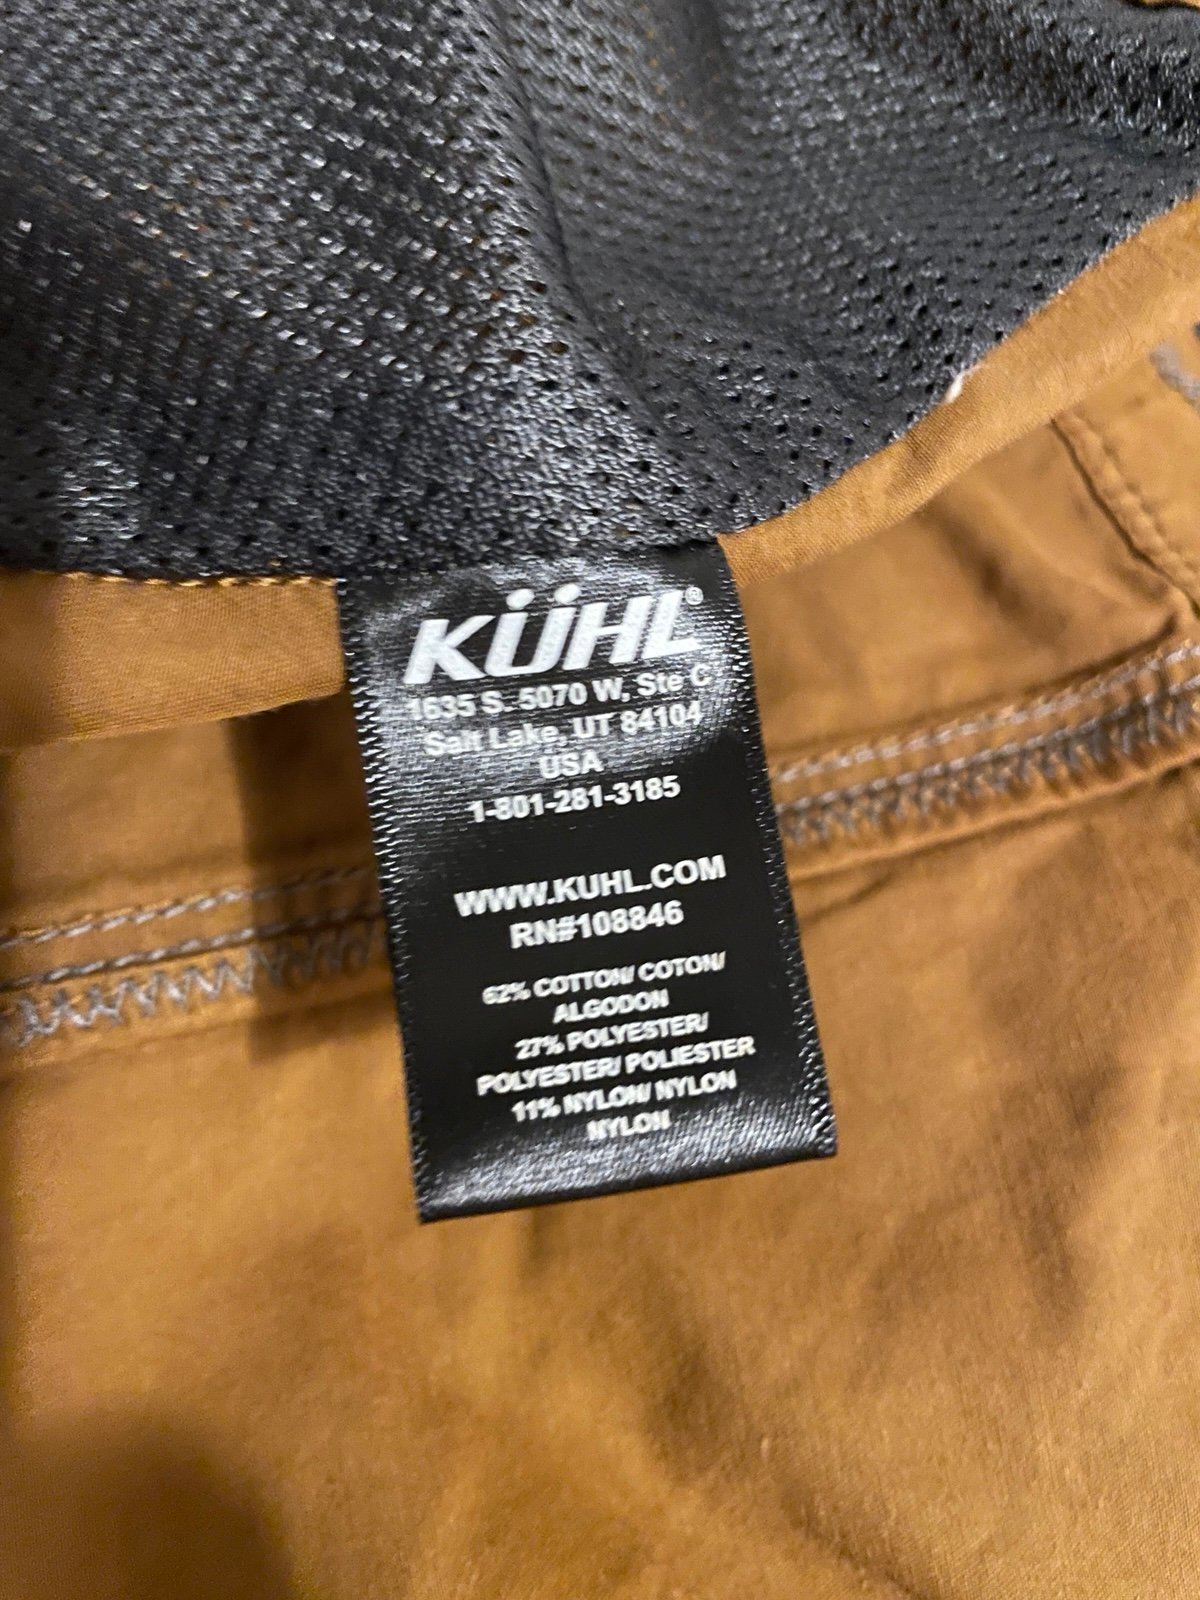 KÜHL®
1635 S. 5070 W, Ste C
Salt Lake, UT 84104
USA
1-801-281-3185
WWW.KUHL.COM
RN#108846
62% COTTON/ COTON/
ALGODON
27% POLYESTER/
POLYESTER/ POLIESTER
11% NYLON/ NYLON
NYLON